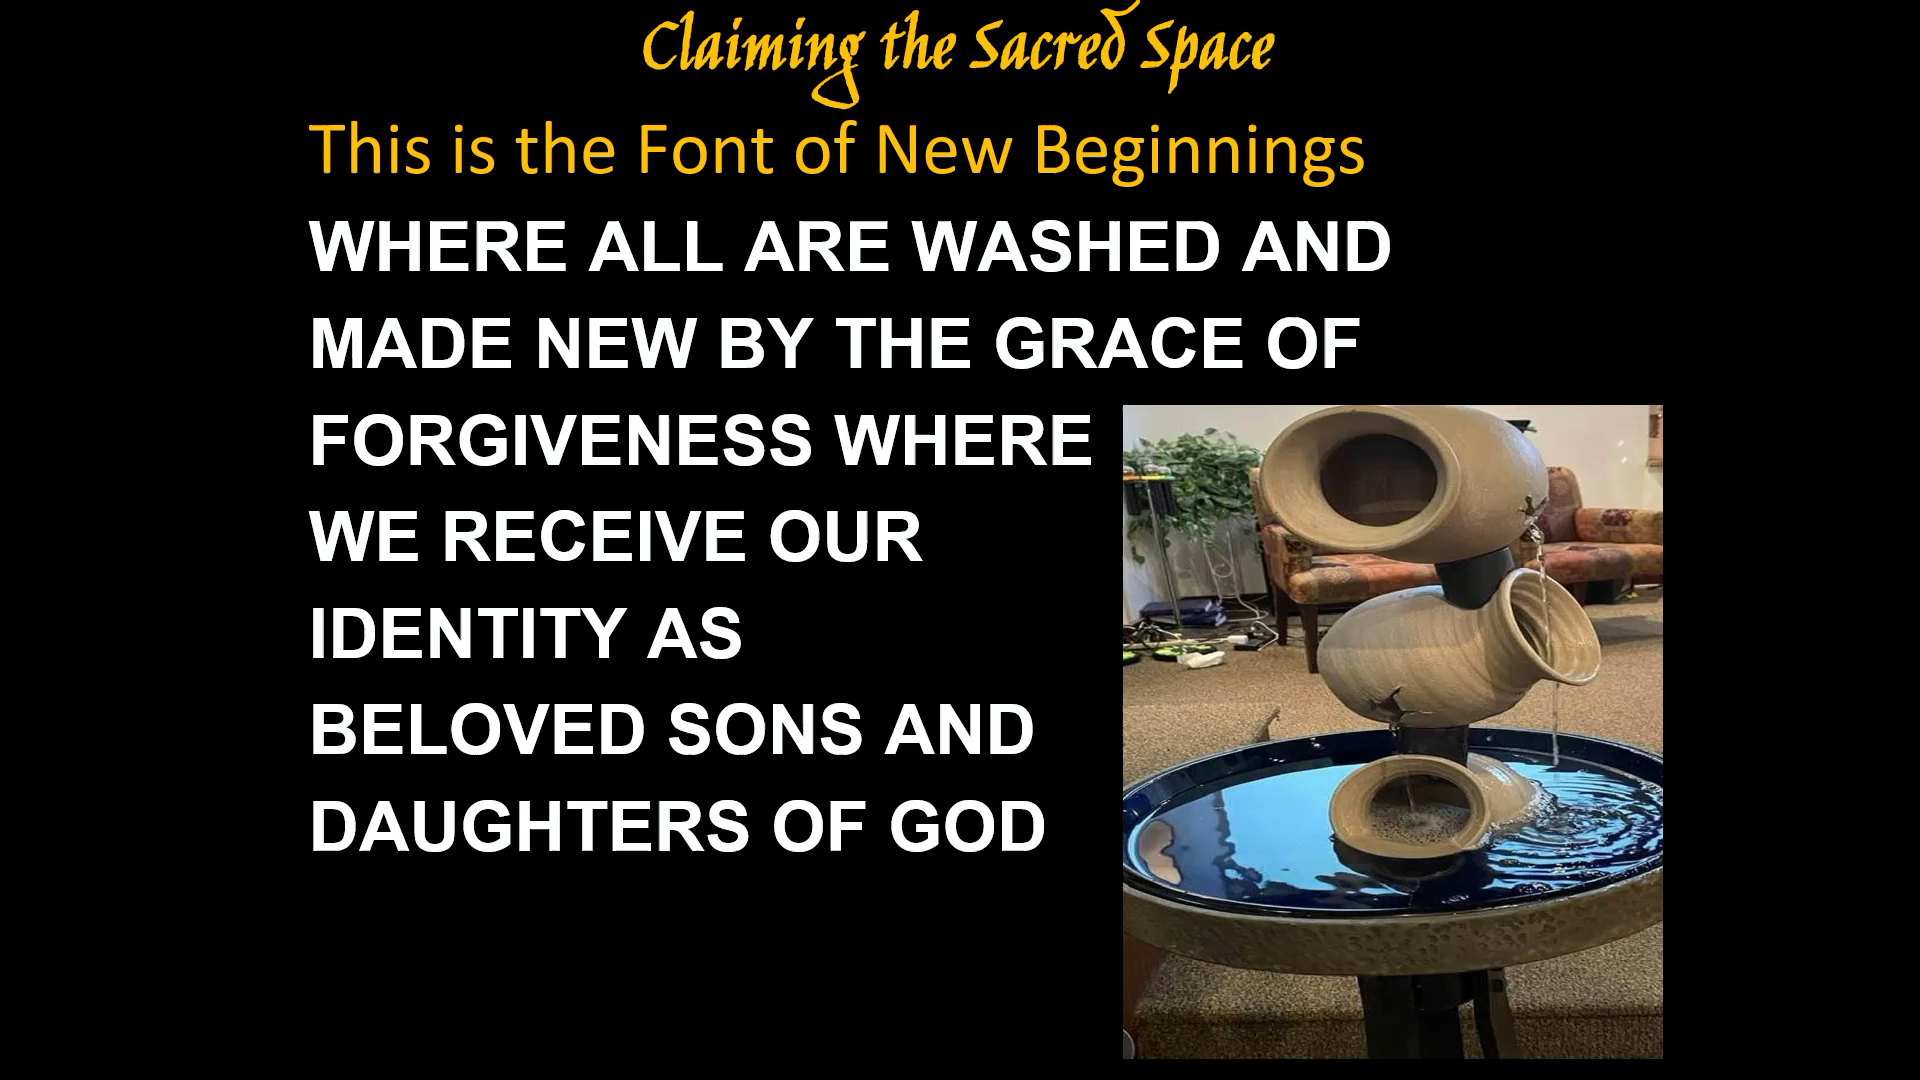 Claiming the Sacred Space
This is the Font of New Beginnings
WHERE ALL ARE WASHED AND
MADE NEW BY THE GRACE OF
FORGIVENESS WHERE
WE RECEIVE OUR
IDENTITY AS
BELOVED SONS AND
DAUGHTERS OF GOD